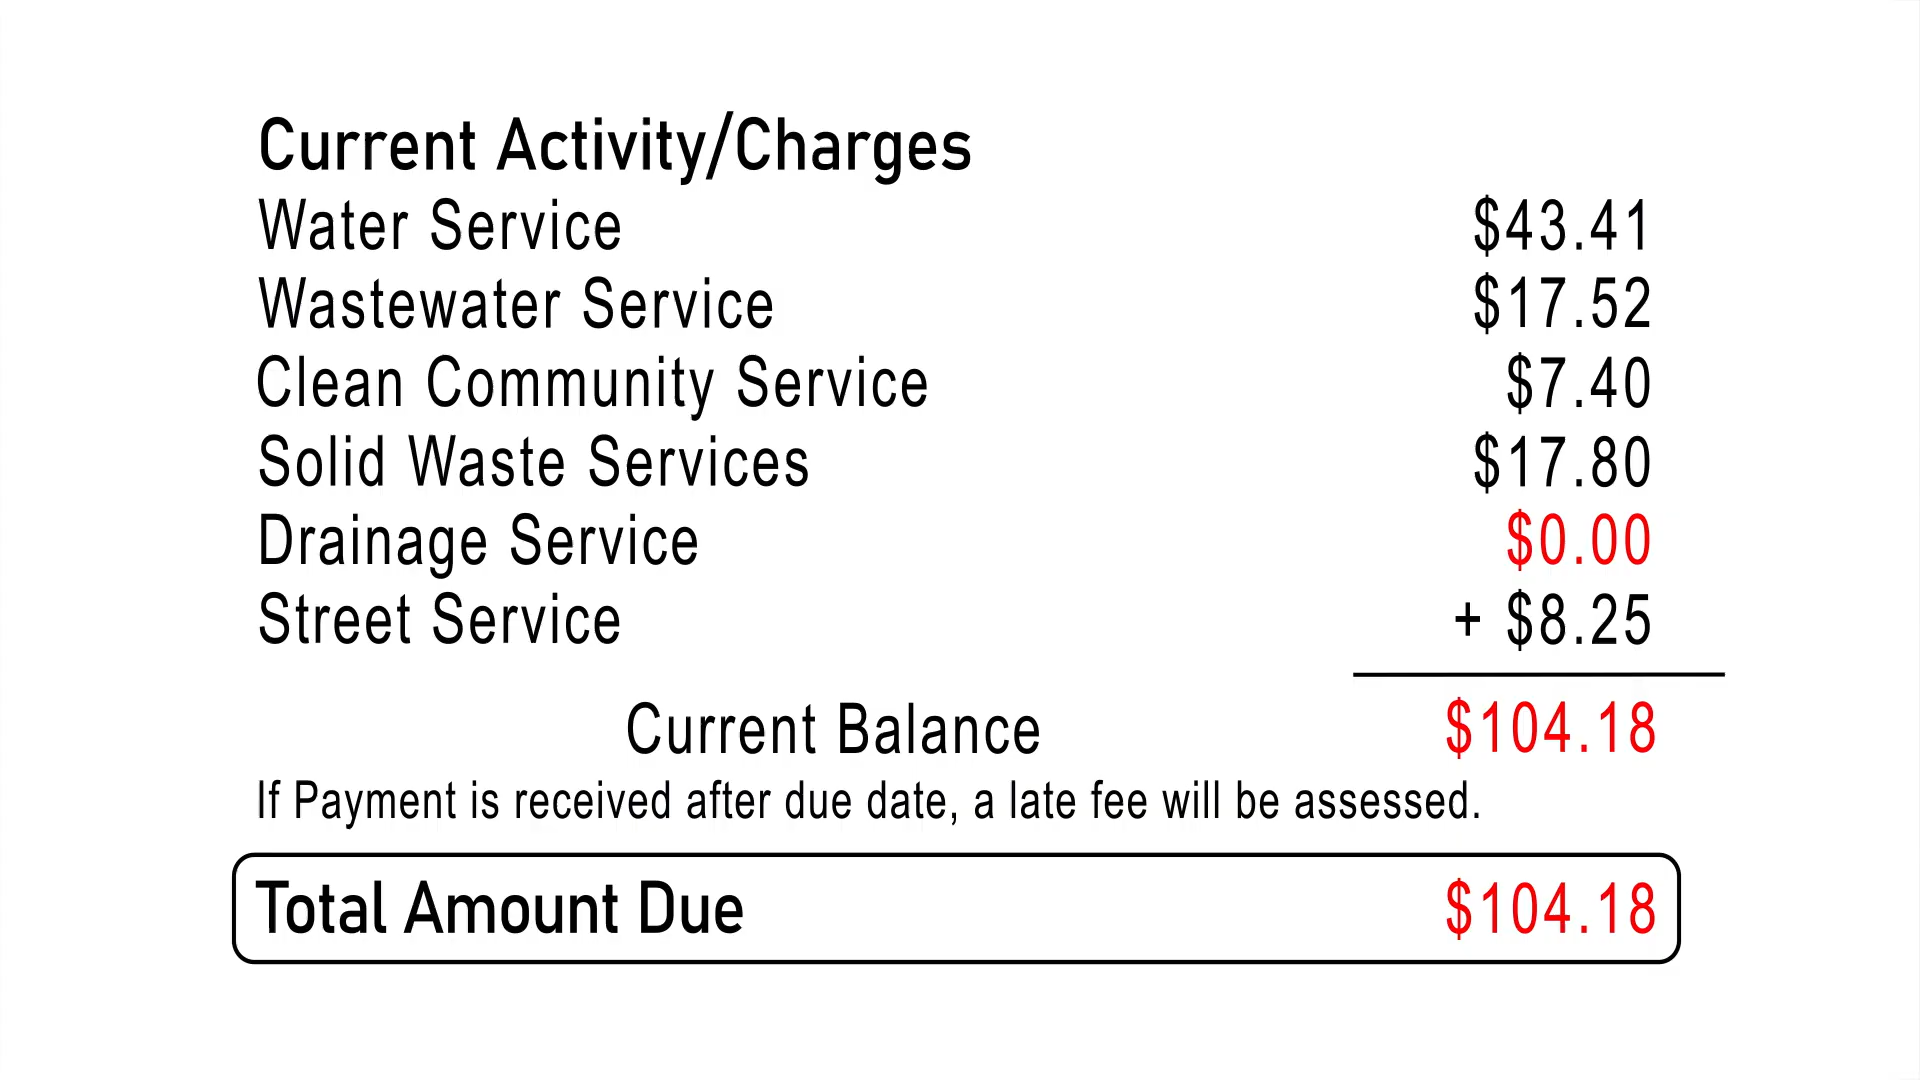 Current Activity/Charges
Water Service $43.41
Wastewater Service $17.52
Clean Community Service $7.40
Solid Waste Services $17.80
Drainage Service $0.00
Street Service + $8.25
Current Balance $104.18
If Payment is received after due date, a late fee will be assessed.
Total Amount Due $104.18